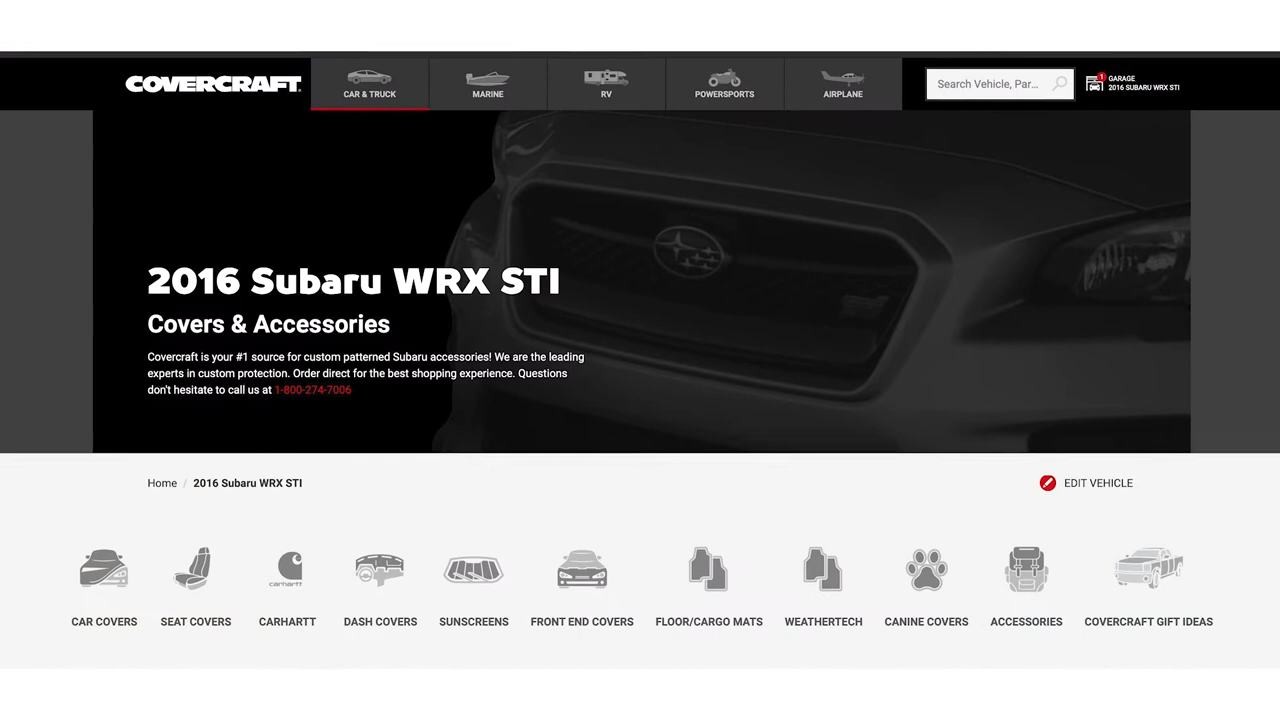 COVERCRAFT
CAR & TRUCK
MARINE
RV
POWERSPORTS
AIRPLANE
Search Vehicle, Par...
1
GARAGE
2016 SUBARU WRX STI
2016 Subaru WRX STI
Covers & Accessories
Covercraft is your #1 source for custom patterned Subaru accessories! We are the leading
experts in custom protection. Order direct for the best shopping experience. Questions
don't hesitate to call us at 1-800-274-7006
Home / 2016 Subaru WRX STI
EDIT VEHICLE
carhartt
CAR COVERS
SEAT COVERS
CARHARTT
DASH COVERS
SUNSCREENS
FRONT END COVERS
FLOOR/CARGO MATS
WEATHERTECH
CANINE COVERS
ACCESSORIES
COVERCRAFT GIFT IDEAS